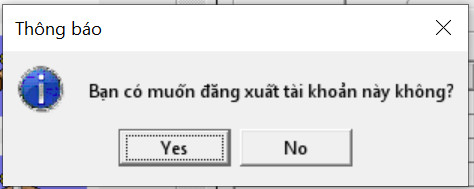 Thông báo
Bạn có muốn đăng xuất tài khoản này không?
Yes No